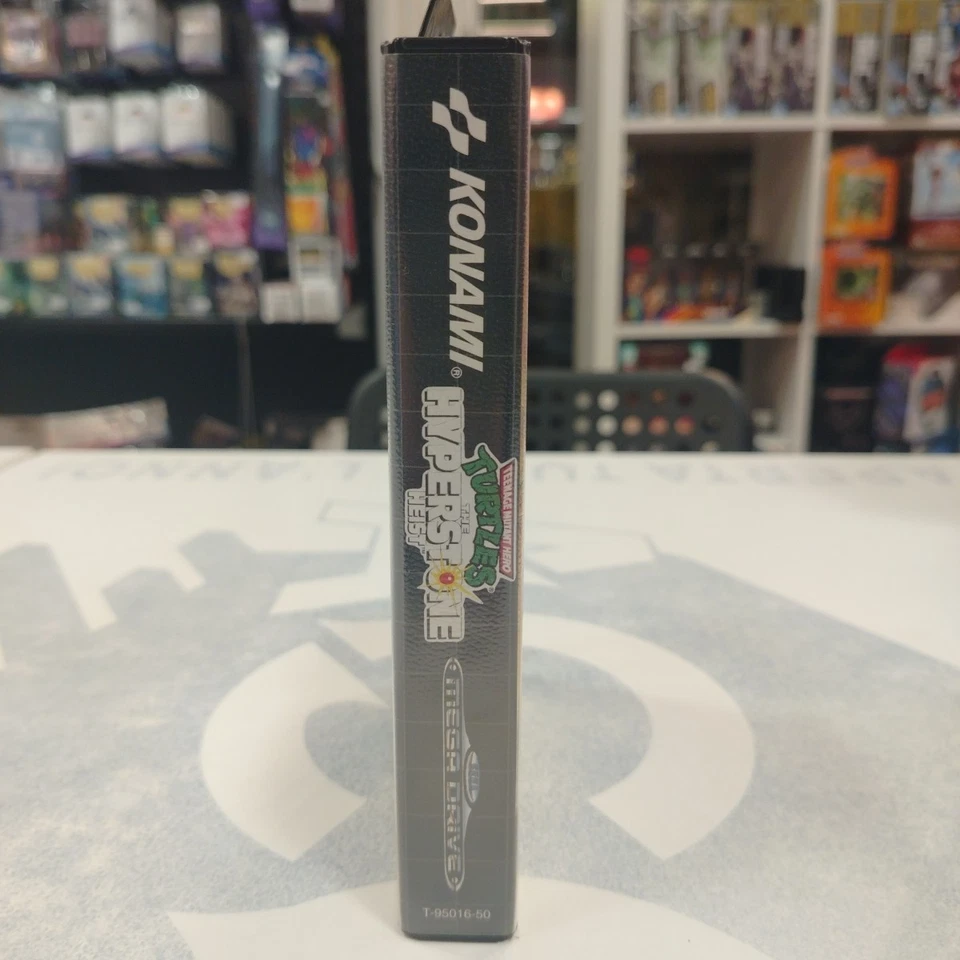 KONAMI®
TEENAGE MUTANT HERO
TURTLES
THE
HYPERSTONE
HEIST
MEGA DRIVE
T-95016-50